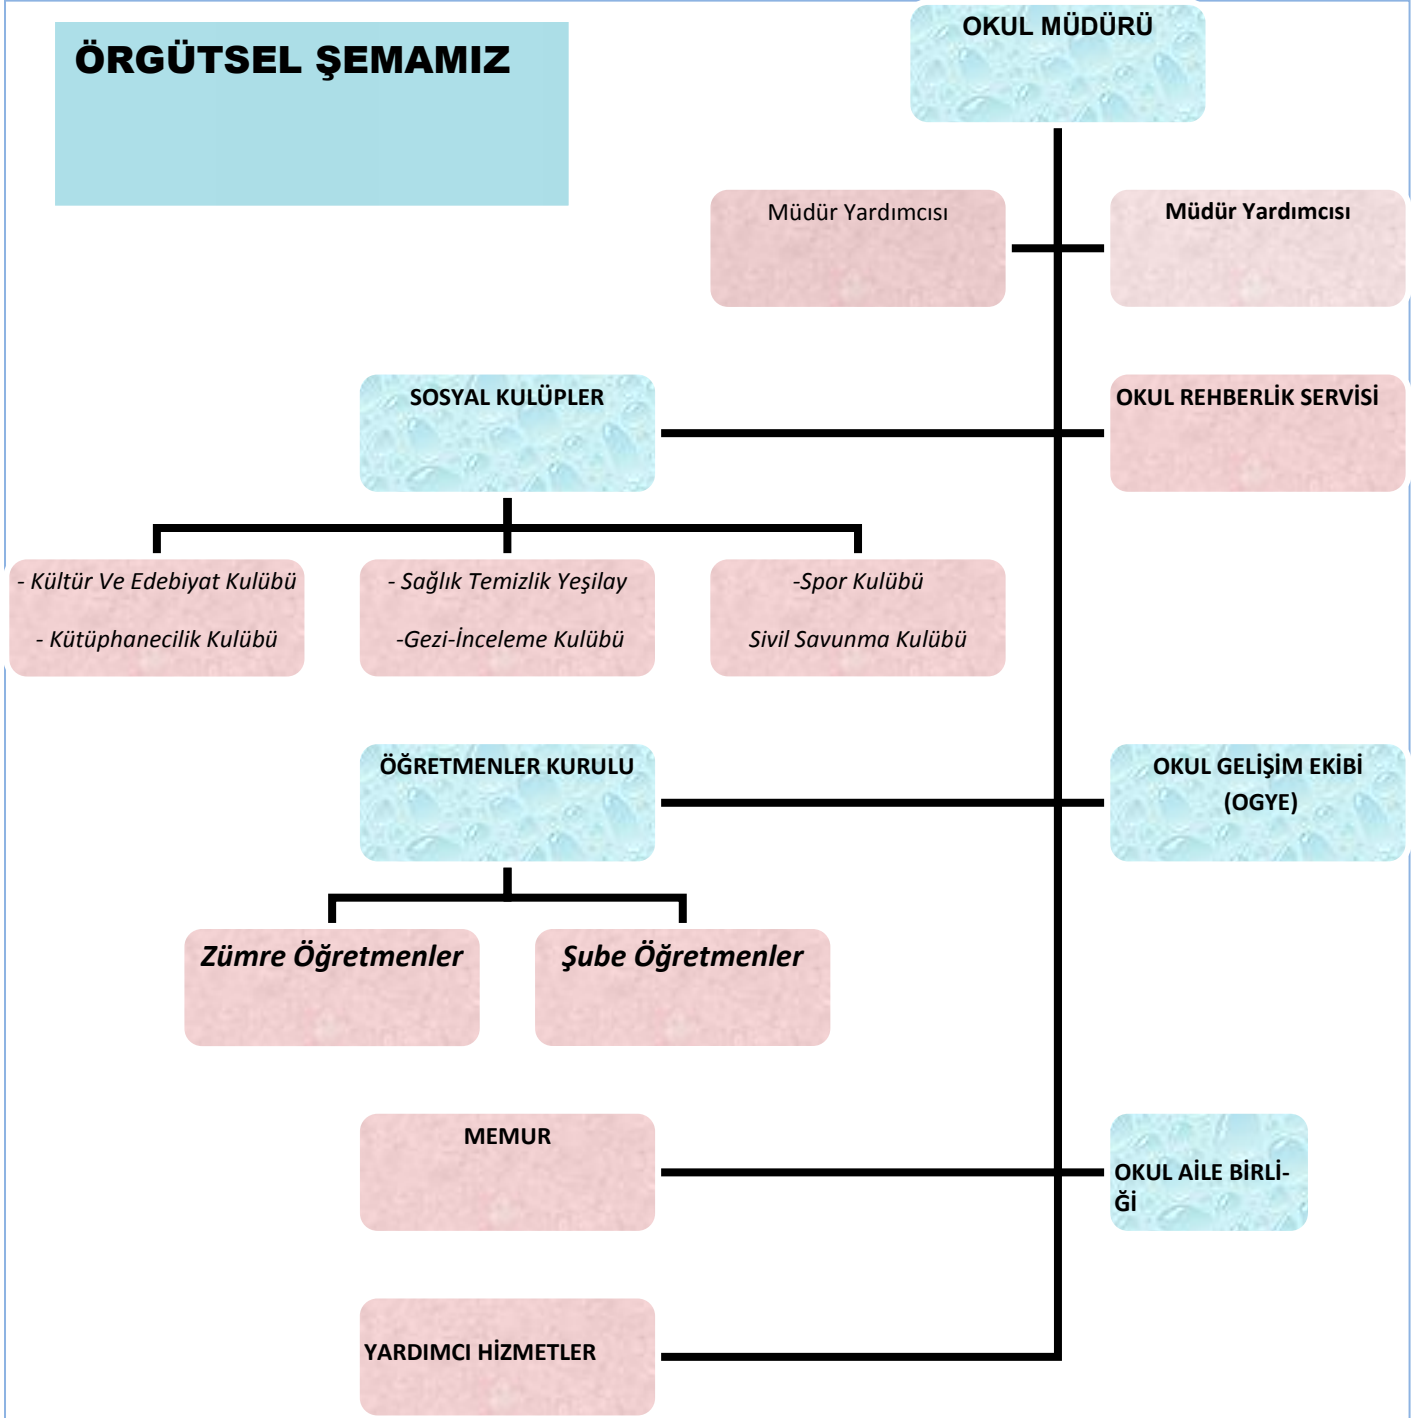 ÖRGÜTSEL ŞEMAMIZ
OKUL MÜDÜRÜ
Müdür Yardımcısı
Müdür Yardımcısı
SOSYAL KULÜPLER
OKUL REHBERLİK SERVİSİ
- Kültür Ve Edebiyat Kulübü
- Kütüphanecilik Kulübü
- Sağlık Temizlik Yeşilay
-Gezi-İnceleme Kulübü
-Spor Kulübü
Sivil Savunma Kulübü
ÖĞRETMENLER KURULU
OKUL GELİŞİM EKİBİ
(OGYE)
Zümre Öğretmenler
Şube Öğretmenler
MEMUR
OKUL AİLE BİRLİ-
Ğİ
YARDIMCI HİZMETLER